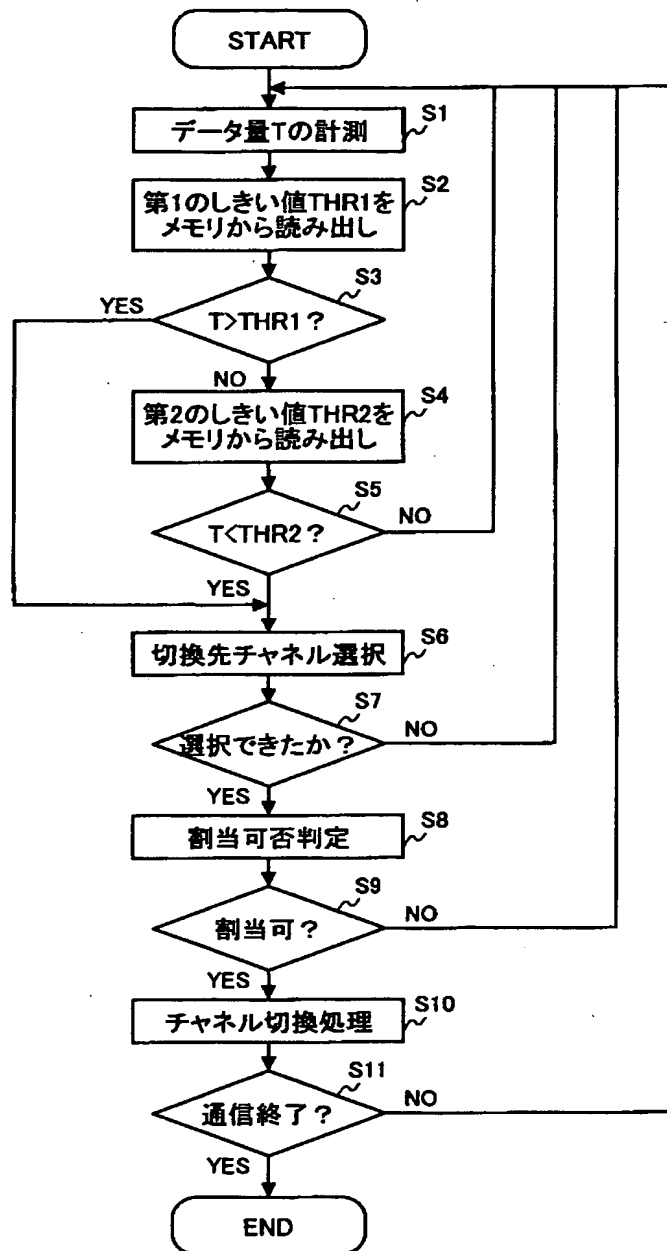 START
S1
データ量Tの計測
S2
第1のしきい値THR1を
メモリから読み出し
S3
YES
T>THR1？
NO
S4
第2のしきい値THR2を
メモリから読み出し
S5
NO
T<THR2？
YES
S6
切換先チャネル選択
S7
NO
選択できたか？
YES
S8
割当可否判定
S9
NO
割当可？
YES
S10
チャネル切換処理
S11
NO
通信終了？
YES
END